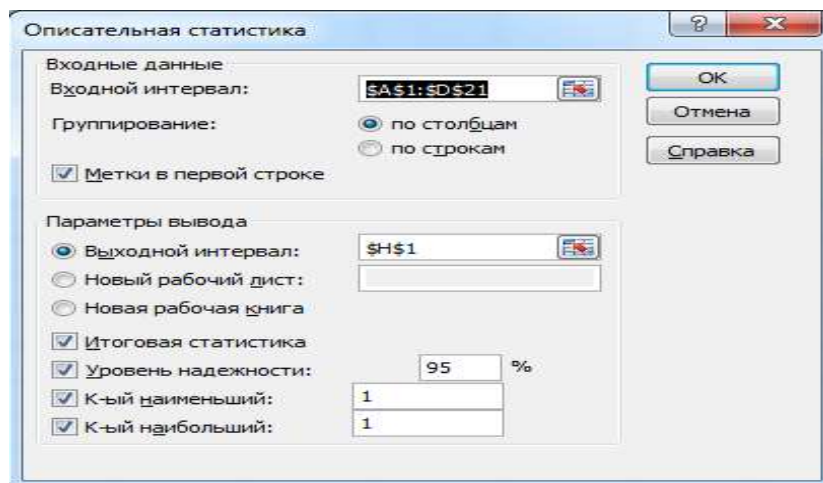 Описательная статистика
Входные данные
Входной интервал: $A$1:$D$21
Группирование: по столбцам
по строкам
Метки в первой строке
ОК
Отмена
Справка
Параметры вывода
Выходной интервал: $H$1
Новый рабочий лист:
Новая рабочая книга
Итоговая статистика
Уровень надежности: 95 %
К-ый наименьший: 1
К-ый наибольший: 1